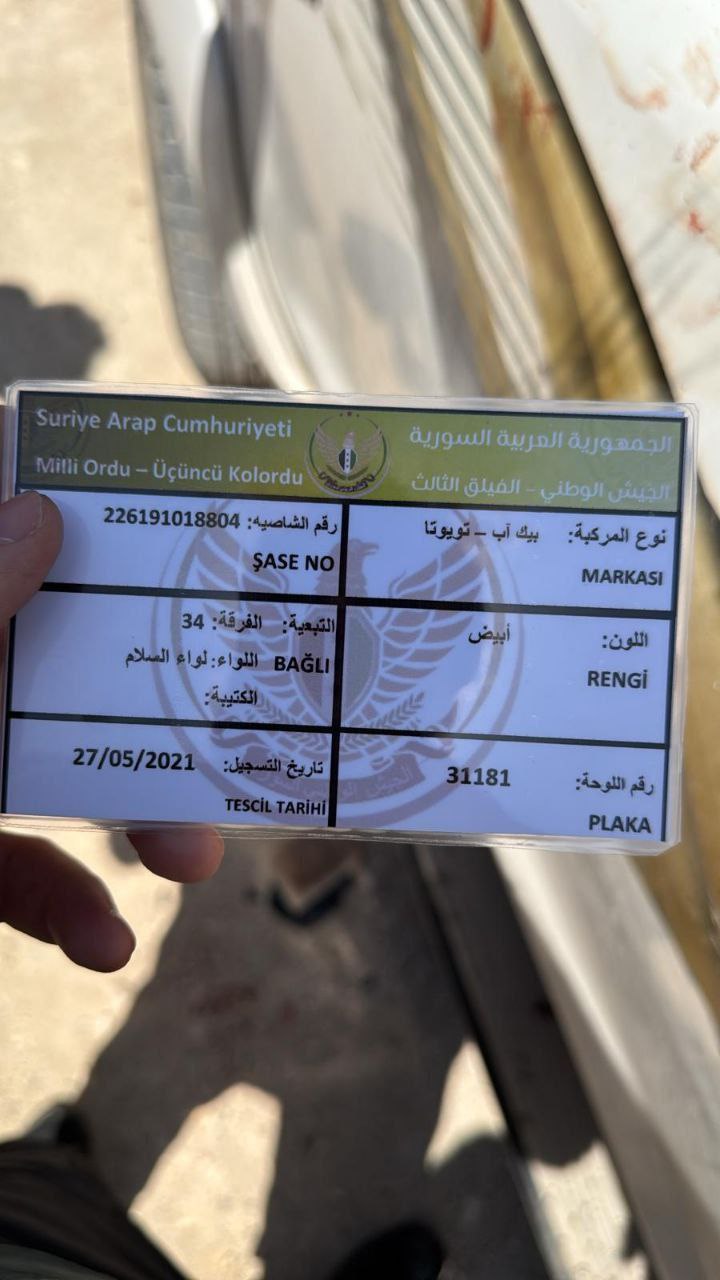 Suriye Arap Cumhuriyeti
Milli Ordu – Üçüncü Kolordu
الجمهورية العربية السورية
الجيش الوطني – الفيلق الثالث
نوع المركبة: بيك آب – تويوتا
MARKASI
رقم الشاصيه: 226191018804
ŞASE NO
اللون: أبيض
RENGİ
التبعية: الفرقة: 34
BAĞLI اللواء: لواء السلام
الكتيبة:
رقم اللوحة: 31181
PLAKA
تاريخ التسجيل: 27/05/2021
TESCİL TARİHİ